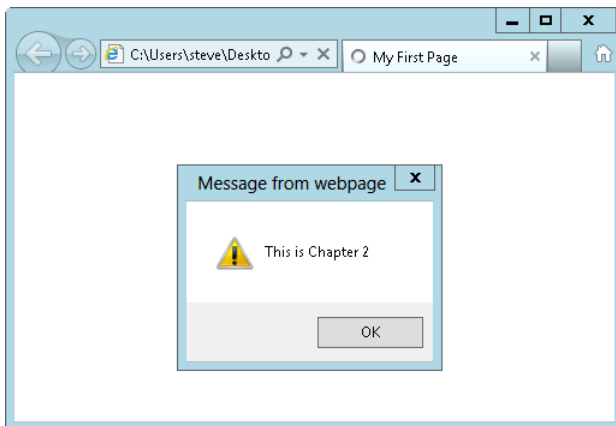 C:\Users\steve\Deskto
My First Page
Message from webpage
This is Chapter 2
OK